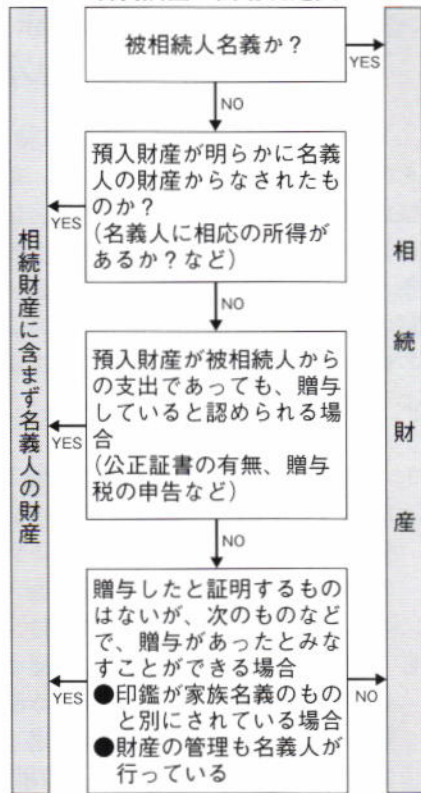 被相続人名義か？
YES
NO
預入財産が明らかに名義
人の財産からなされたも
のか？
（名義人に相応の所得が
あるか？など）
YES
NO
預入財産が被相続人から
の支出であっても、贈与
していると認められる場
合
（公正証書の有無、贈与
税の申告など）
YES
NO
贈与したと証明するもの
はないが、次のものなど
で、贈与があったとみな
すことができる場合
●印鑑が家族名義のもの
と別にされている場合
●財産の管理も名義人が
行っている
YES
NO
相続財産に含まず名義人の財産
相続財産